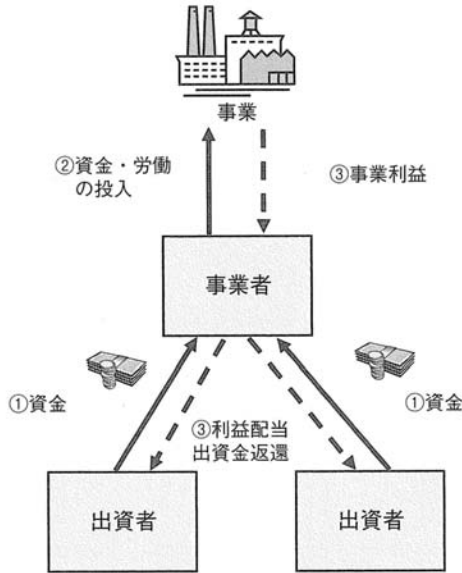 事業
②資金・労働
の投入
③事業利益
事業者
①資金
①資金
③利益配当
出資金返還
出資者
出資者